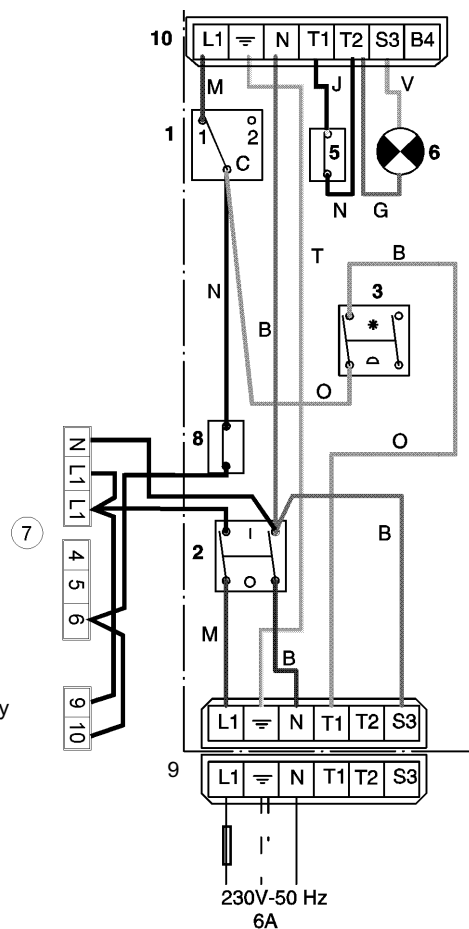 10 L1 ⏚ N T1 T2 S3 B4
M J V
1 1 2 5 6
C
N G
T B
N 3
B
O
8 O
N
L1
L1
7
2 I B
4
5
6
O
M B
9
10
y
L1 ⏚ N T1 T2 S3
9 L1 ⏚ N T1 T2 S3
230V-50 Hz
6A